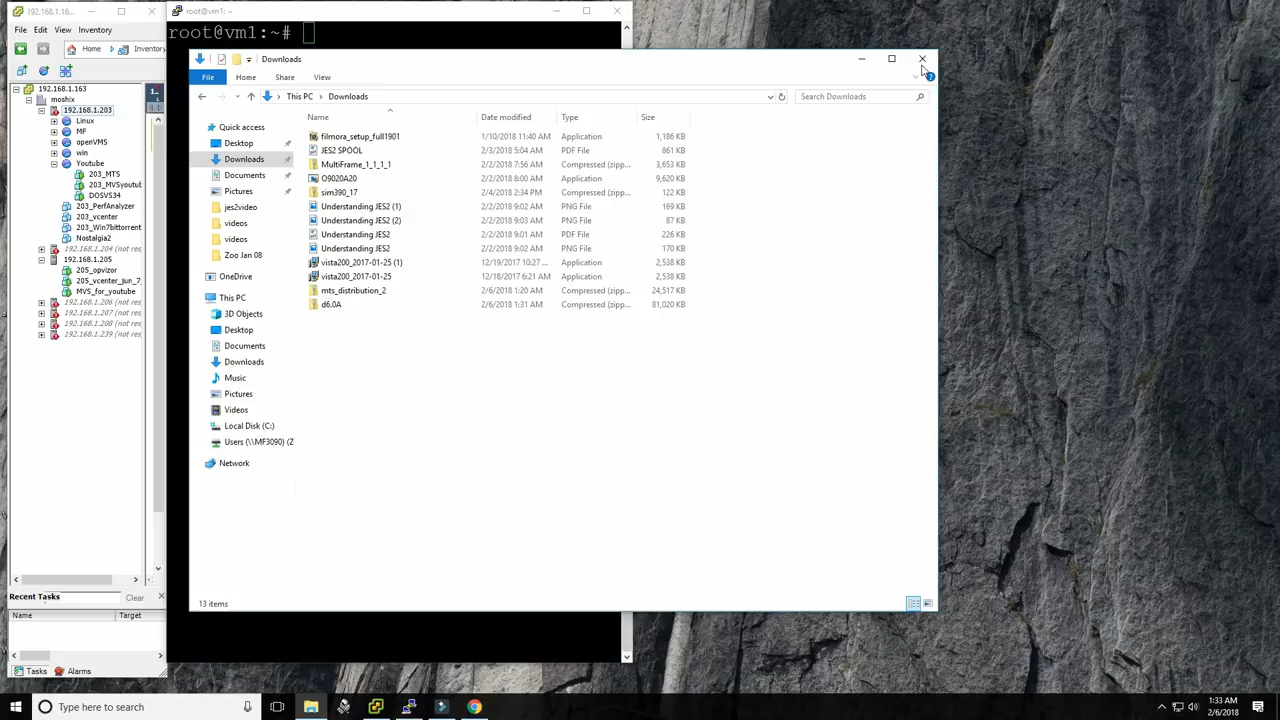 192.168.1.16...
File Edit View Inventory
Home Inventory
192.168.1.163
moshix
192.168.1.203
Linux
MF
openVMS
win
Youtube
203_MTS
203_MVSyoutub
DOSVS34
203_PerfAnalyzer
203_vcenter
203_Win7bittorrent
Nostalgia2
192.168.1.204 (not res
192.168.1.205
205_opvizor
205_vcenter_jun_7
MVS_for_youtube
192.168.1.206 (not res
192.168.1.207 (not res
192.168.1.208 (not res
192.168.1.239 (not res
1...
Recent Tasks Clear
Name Target
Tasks Alarms
root@vm1: ~
root@vm1:~#
Downloads
File Home Share View
This PC Downloads
Search Downloads
Quick access
Desktop
Downloads
Documents
Pictures
jes2video
videos
videos
Zoo Jan 08
OneDrive
This PC
3D Objects
Desktop
Documents
Downloads
Music
Pictures
Videos
Local Disk (C:)
Users (\\MF3090) (Z
Network
Name Date modified Type Size
filmora_setup_full1901 1/10/2018 11:40 AM Application 1,186 KB
JES2 SPOOL 2/3/2018 5:04 AM PDF File 861 KB
MultiFrame_1_1_1_1 2/2/2018 7:56 AM Compressed (zipp... 3,653 KB
O9020A20 2/2/2018 8:00 AM Application 9,620 KB
sim390_17 2/4/2018 2:34 PM Compressed (zipp... 122 KB
Understanding JES2 (1) 2/2/2018 9:02 AM PNG File 169 KB
Understanding JES2 (2) 2/2/2018 9:03 AM PNG File 87 KB
Understanding JES2 2/2/2018 9:01 AM PDF File 226 KB
Understanding JES2 2/2/2018 9:02 AM PNG File 170 KB
vista200_2017-01-25 (1) 12/19/2017 10:27 ... Application 2,538 KB
vista200_2017-01-25 12/18/2017 6:21 AM Application 2,538 KB
mts_distribution_2 2/6/2018 1:20 AM Compressed (zipp... 24,517 KB
d6.0A 2/6/2018 1:31 AM Compressed (zipp... 81,020 KB
13 items
Type here to search
1:33 AM
2/6/2018